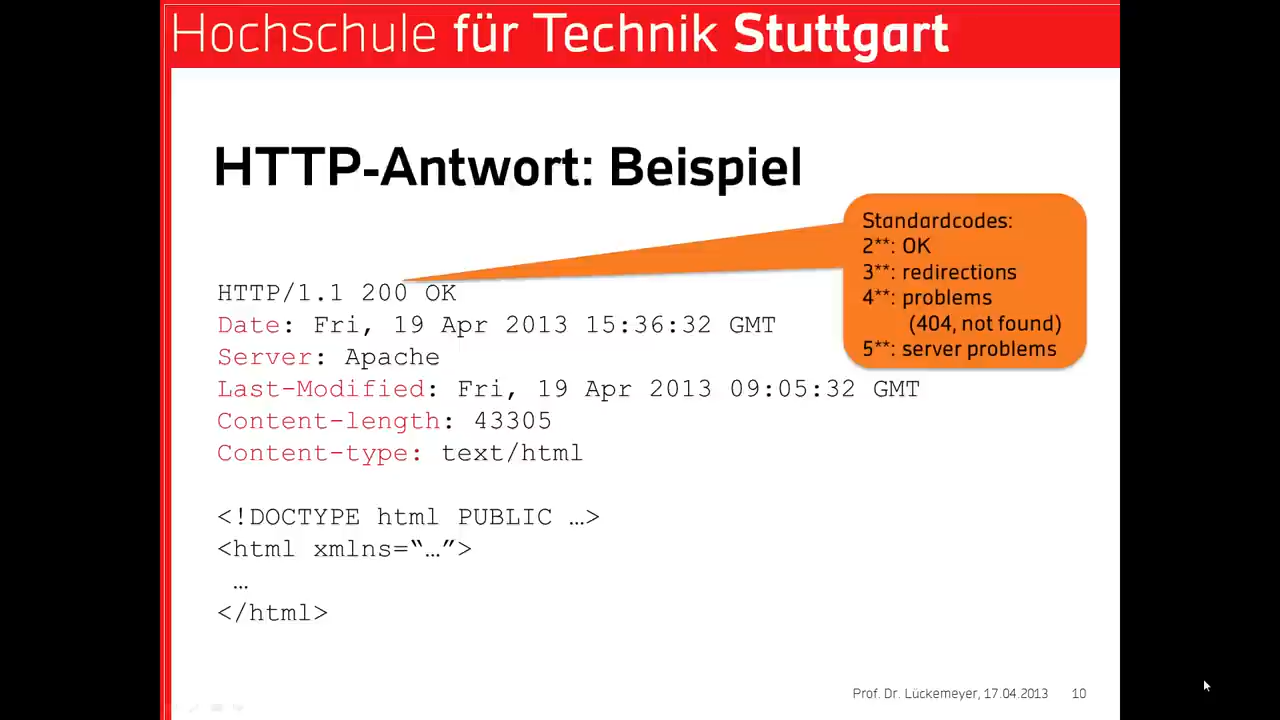 Hochschule für Technik Stuttgart
HTTP-Antwort: Beispiel
Standardcodes:
2**: OK
3**: redirections
4**: problems
(404, not found)
5**: server problems
HTTP/1.1 200 OK
Date: Fri, 19 Apr 2013 15:36:32 GMT
Server: Apache
Last-Modified: Fri, 19 Apr 2013 09:05:32 GMT
Content-length: 43305
Content-type: text/html
<!DOCTYPE html PUBLIC …>
<html xmlns=“…”>
…
</html>
Prof. Dr. Lückemeyer, 17.04.2013 10